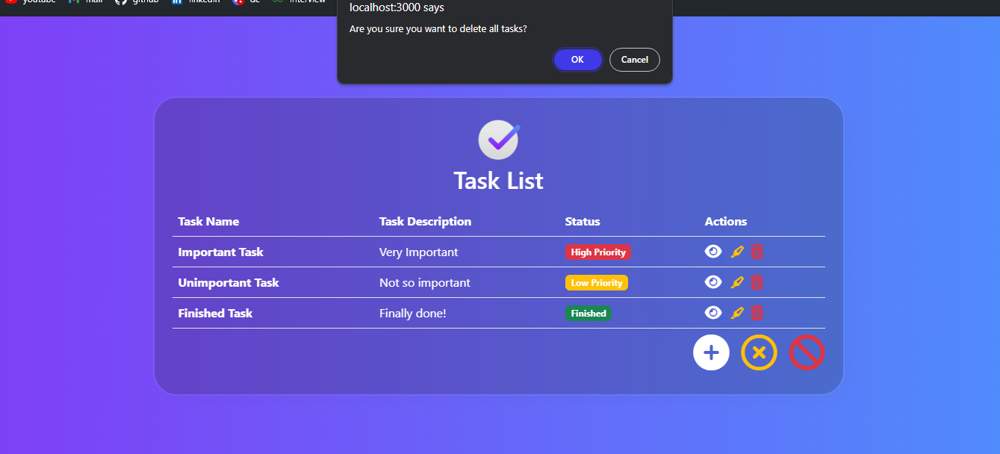 youtube mail github linkedin de interview
localhost:3000 says
Are you sure you want to delete all tasks?
OK Cancel
Task List
Task Name Task Description Status Actions
Important Task Very Important High Priority
Unimportant Task Not so important Low Priority
Finished Task Finally done! Finished